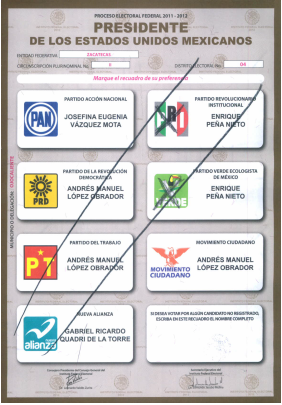 PROCESO ELECTORAL FEDERAL 2011 - 2012
PRESIDENTE
DE LOS ESTADOS UNIDOS MEXICANOS
ENTIDAD FEDERATIVA: ZACATECAS
CIRCUNSCRIPCIÓN PLURINOMINAL No. II DISTRITO ELECTORAL No. 04
Marque el recuadro de su preferencia
MUNICIPIO O DELEGACIÓN: OJOCALIENTE
PARTIDO ACCIÓN NACIONAL
PAN
JOSEFINA EUGENIA
VÁZQUEZ MOTA
PARTIDO REVOLUCIONARIO
INSTITUCIONAL
PRI
ENRIQUE
PEÑA NIETO
PARTIDO DE LA REVOLUCIÓN
DEMOCRÁTICA
PRD
ANDRÉS MANUEL
LÓPEZ OBRADOR
PARTIDO VERDE ECOLOGISTA
DE MÉXICO
VERDE
ENRIQUE
PEÑA NIETO
PARTIDO DEL TRABAJO
PT
ANDRÉS MANUEL
LÓPEZ OBRADOR
MOVIMIENTO CIUDADANO
MOVIMIENTO
CIUDADANO
ANDRÉS MANUEL
LÓPEZ OBRADOR
NUEVA ALIANZA
nueva
alianza
GABRIEL RICARDO
QUADRI DE LA TORRE
SI DESEA VOTAR POR ALGÚN CANDIDATO NO REGISTRADO,
ESCRIBA EN ESTE RECUADRO EL NOMBRE COMPLETO